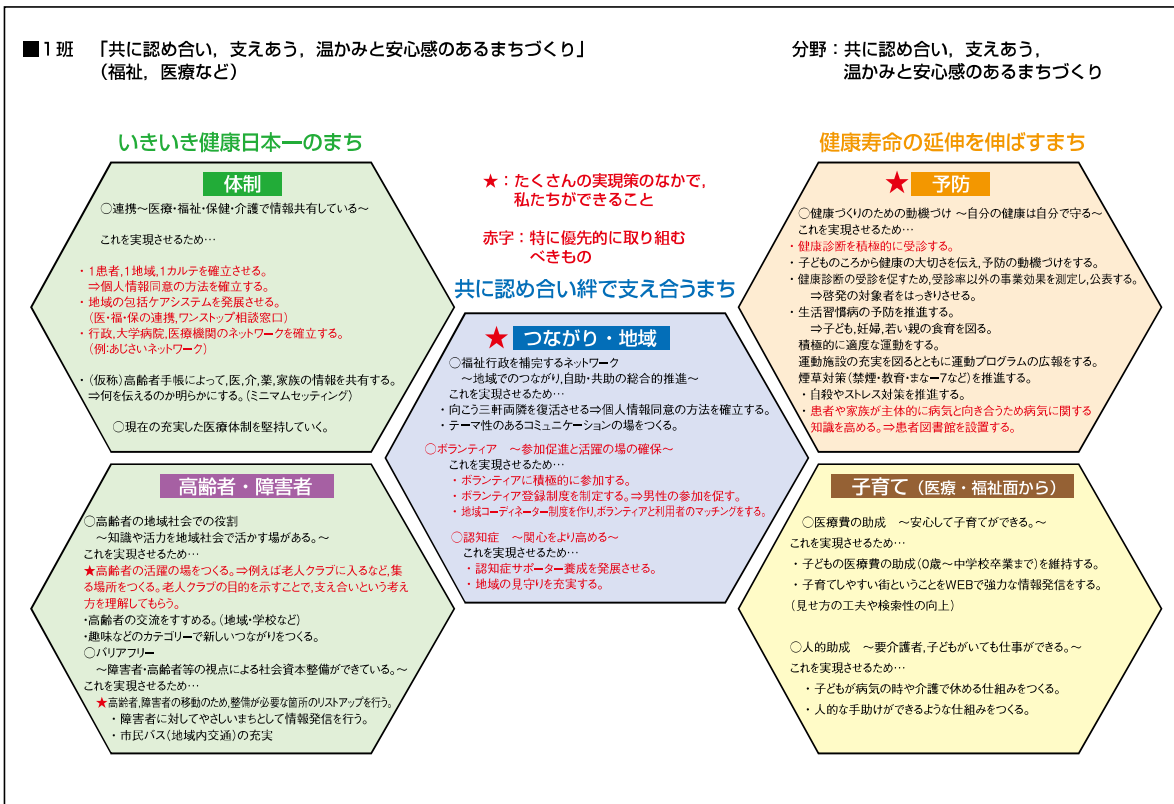 ■1班　「共に認め合い，支えあう，温かみと安心感のあるまちづくり」
（福祉，医療など）
分野：共に認め合い，支えあう，
温かみと安心感のあるまちづくり
いきいき健康日本一のまち
体制
○連携～医療・福祉・保健・介護で情報共有している～
これを実現させるため…
・1患者，1地域，1カルテを確立させる。
⇒個人情報同意の方法を確立する。
・地域の包括ケアシステムを発展させる。
（医・福・保の連携，ワンストップ相談窓口）
・行政，大学病院，医療機関のネットワークを確立する。
（例：あじさいネットワーク）
・（仮称）高齢者手帳によって，医，介，薬，家族の情報を共有する。
⇒何を伝えるのか明らかにする。（ミニマムセッティング）
○現在の充実した医療体制を堅持していく。
高齢者・障害者
○高齢者の地域社会での役割
～知識や活力を地域社会で活かす場がある。～
これを実現させるため…
★高齢者の活躍の場をつくる。⇒例えば老人クラブに入るなど，集
る場所をつくる。老人クラブの目的を示すことで，支え合いという考え
方を理解してもらう。
・高齢者の交流をすすめる。（地域・学校など）
・趣味などのカテゴリーで新しいつながりをつくる。
○バリアフリー
～障害者・高齢者等の視点による社会資本整備ができている。～
これを実現させるため…
★高齢者，障害者の移動のため，整備が必要な箇所のリストアップを行う。
・障害者に対してやさしいまちとして情報発信を行う。
・市民バス（地域内交通）の充実
★：たくさんの実現策のなかで，
私たちができること
赤字：特に優先的に取り組む
べきもの
共に認め合い絆で支え合うまち
★ つながり・地域
○福祉行政を補完するネットワーク
～地域でのつながり，自助・共助の総合的推進～
これを実現させるため…
・向こう三軒両隣を復活させる⇒個人情報同意の方法を確立する。
・テーマ性のあるコミュニケーションの場をつくる。
○ボランティア　～参加促進と活躍の場の確保～
これを実現させるため…
・ボランティアに積極的に参加する。
・ボランティア登録制度を制定する。⇒男性の参加を促す。
・地域コーディネーター制度を作り，ボランティアと利用者のマッチングをする。
○認知症　～関心をより高める～
これを実現させるため…
・認知症サポーター養成を発展させる。
・地域の見守りを充実する。
健康寿命の延伸を伸ばすまち
★ 予防
○健康づくりのための動機づけ ～自分の健康は自分で守る～
これを実現させるため…
・健康診断を積極的に受診する。
・子どものころから健康の大切さを伝え，予防の動機づけをする。
・健康診断の受診を促すため，受診率以外の事業効果を測定し，公表する。
⇒啓発の対象者をはっきりさせる。
・生活習慣病の予防を推進する。
⇒子ども，妊婦，若い親の食育を図る。
積極的に適度な運動をする。
運動施設の充実を図るとともに運動プログラムの広報をする。
煙草対策（禁煙・教育・まなー7など）を推進する。
・自殺やストレス対策を推進する。
・患者や家族が主体的に病気と向き合うため病気に関する
知識を高める。⇒患者図書館を設置する。
子育て（医療・福祉面から）
○医療費の助成　～安心して子育てができる。～
これを実現させるため…
・子どもの医療費の助成（0歳～中学校卒業まで）を維持する。
・子育てしやすい街ということをWEBで強力な情報発信をする。
（見せ方の工夫や検索性の向上）
○人的助成　～要介護者，子どもがいても仕事ができる。～
これを実現させるため…
・子どもが病気の時や介護で休める仕組みをつくる。
・人的な手助けができるような仕組みをつくる。